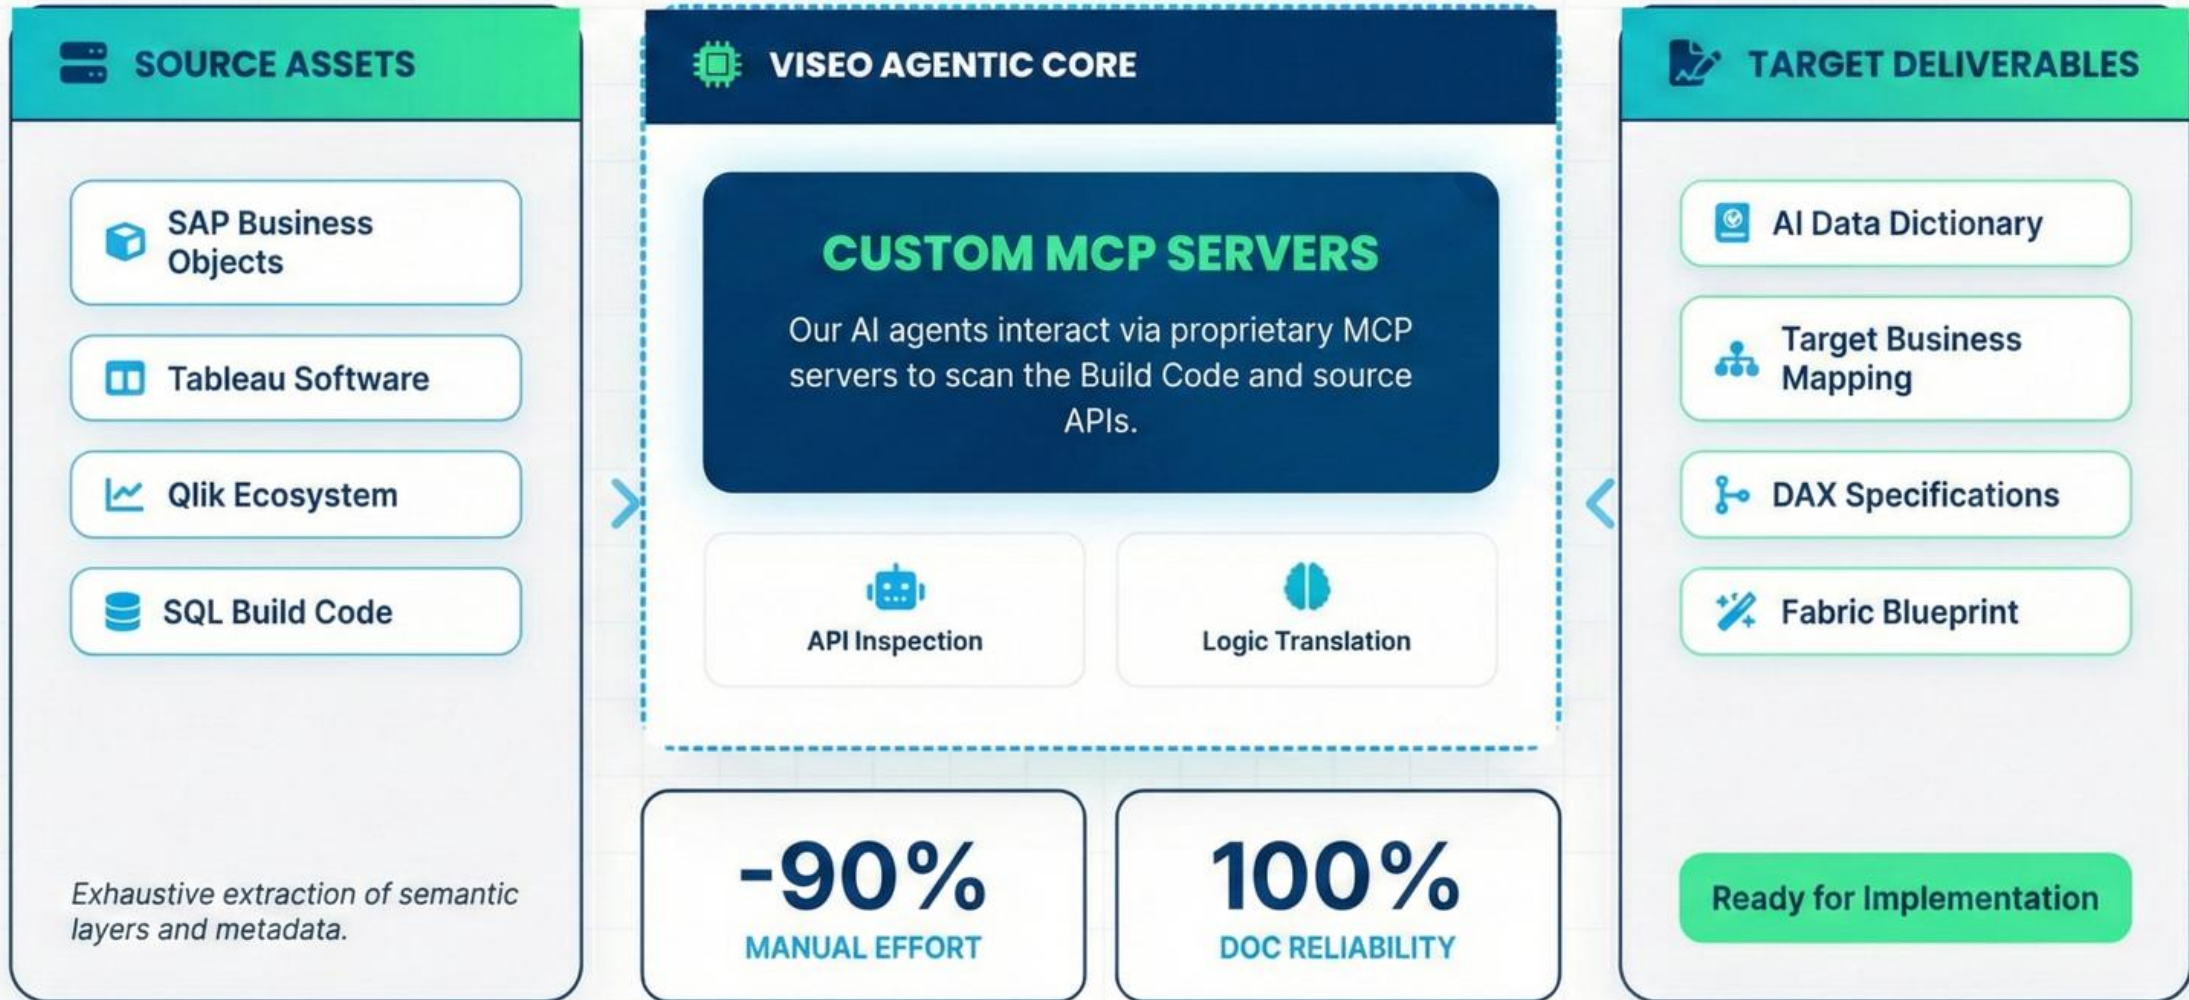 SOURCE ASSETS
SAP Business
Objects
Tableau Software
Qlik Ecosystem
SQL Build Code
Exhaustive extraction of semantic
layers and metadata.
VISEO AGENTIC CORE
CUSTOM MCP SERVERS
Our AI agents interact via proprietary MCP
servers to scan the Build Code and source
APIs.
API Inspection
Logic Translation
-90%
MANUAL EFFORT
100%
DOC RELIABILITY
TARGET DELIVERABLES
AI Data Dictionary
Target Business
Mapping
DAX Specifications
Fabric Blueprint
Ready for Implementation